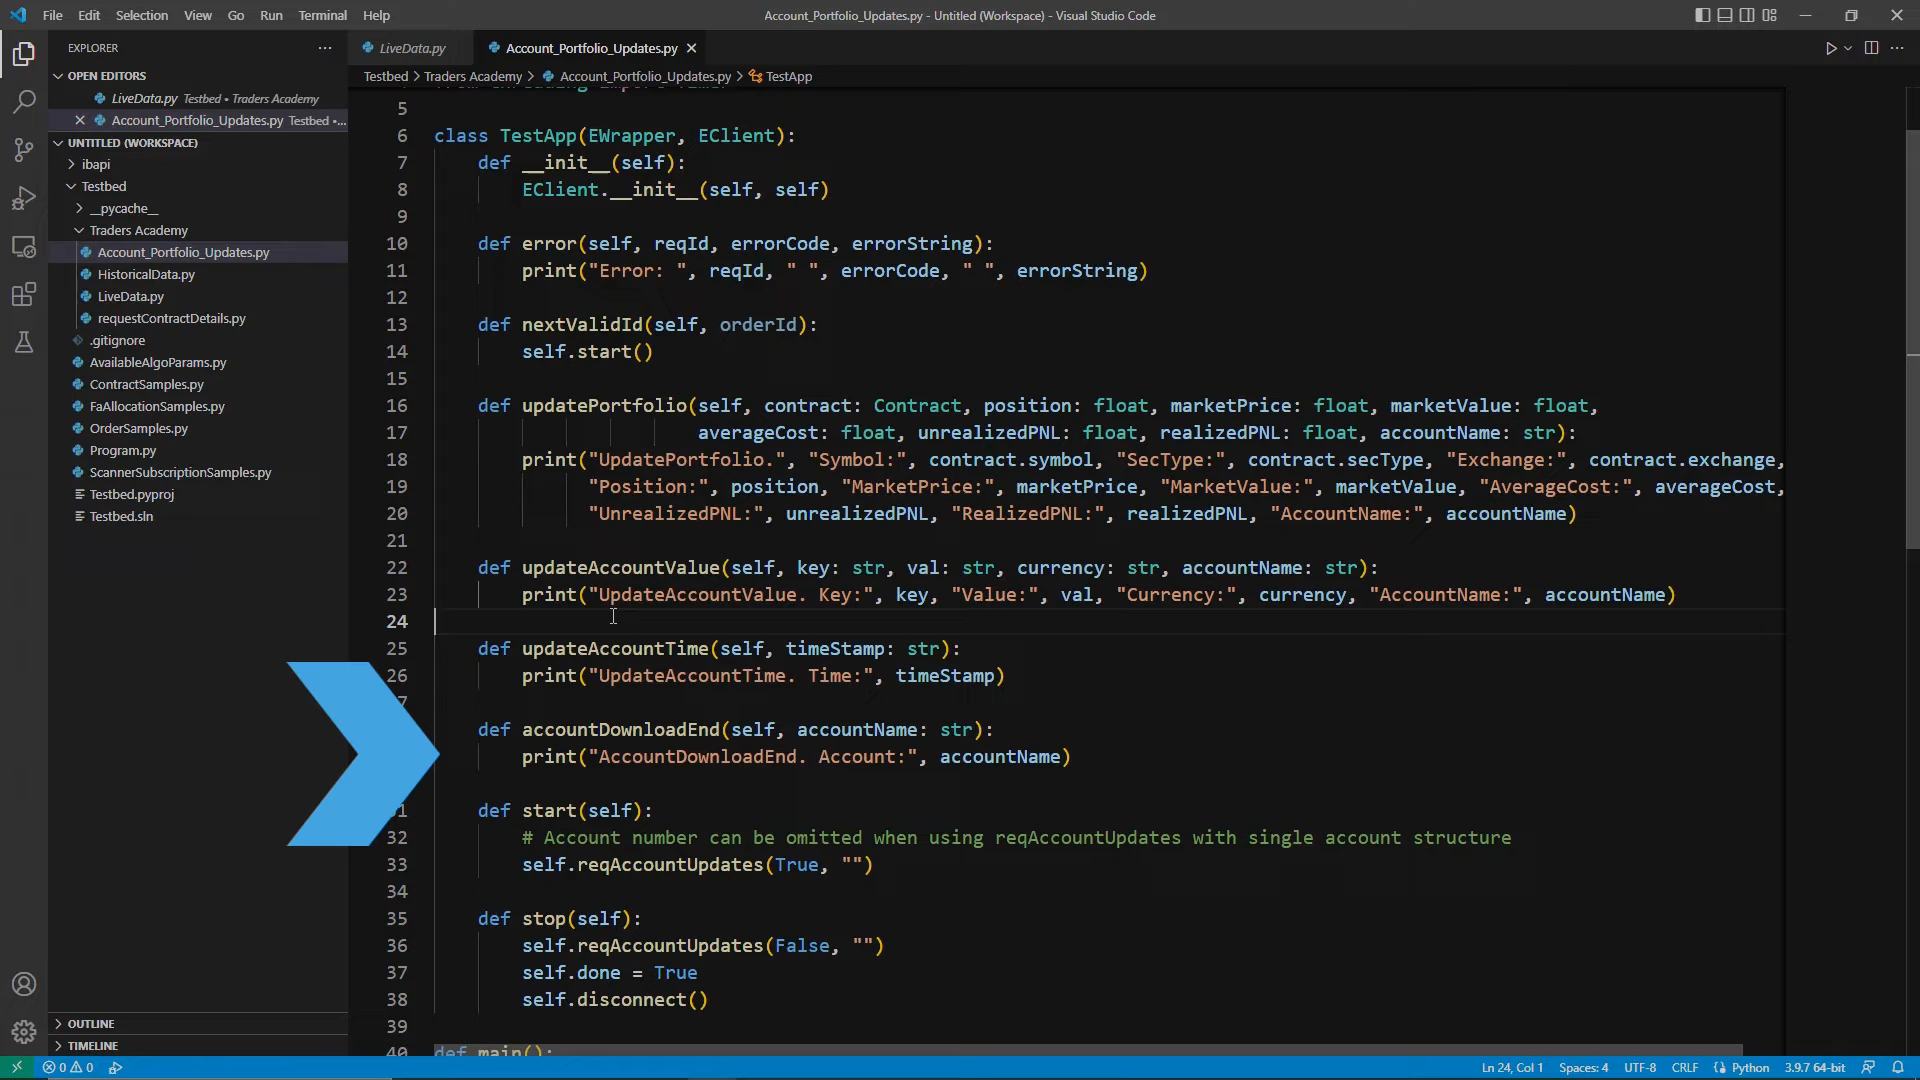 File Edit Selection View Go Run Terminal Help
Account_Portfolio_Updates.py - Untitled (Workspace) - Visual Studio Code
EXPLORER
OPEN EDITORS
LiveData.py Testbed • Traders Academy
Account_Portfolio_Updates.py Testbed •...
UNTITLED (WORKSPACE)
ibapi
Testbed
__pycache__
Traders Academy
Account_Portfolio_Updates.py
HistoricalData.py
LiveData.py
requestContractDetails.py
.gitignore
AvailableAlgoParams.py
ContractSamples.py
FaAllocationSamples.py
OrderSamples.py
Program.py
ScannerSubscriptionSamples.py
Testbed.pyproj
Testbed.sln
OUTLINE
TIMELINE
LiveData.py
Account_Portfolio_Updates.py
Testbed > Traders Academy > Account_Portfolio_Updates.py > TestApp
5
6 class TestApp(EWrapper, EClient):
7 def __init__(self):
8 EClient.__init__(self, self)
9
10 def error(self, reqId, errorCode, errorString):
11 print("Error: ", reqId, " ", errorCode, " ", errorString)
12
13 def nextValidId(self, orderId):
14 self.start()
15
16 def updatePortfolio(self, contract: Contract, position: float, marketPrice: float, marketValue: float,
17 averageCost: float, unrealizedPNL: float, realizedPNL: float, accountName: str):
18 print("UpdatePortfolio.", "Symbol:", contract.symbol, "SecType:", contract.secType, "Exchange:", contract.exchange,
19 "Position:", position, "MarketPrice:", marketPrice, "MarketValue:", marketValue, "AverageCost:", averageCost,
20 "UnrealizedPNL:", unrealizedPNL, "RealizedPNL:", realizedPNL, "AccountName:", accountName)
21
22 def updateAccountValue(self, key: str, val: str, currency: str, accountName: str):
23 print("UpdateAccountValue. Key:", key, "Value:", val, "Currency:", currency, "AccountName:", accountName)
24
25 def updateAccountTime(self, timeStamp: str):
26 print("UpdateAccountTime. Time:", timeStamp)
7
def accountDownloadEnd(self, accountName: str):
print("AccountDownloadEnd. Account:", accountName)
1 def start(self):
32 # Account number can be omitted when using reqAccountUpdates with single account structure
33 self.reqAccountUpdates(True, "")
34
35 def stop(self):
36 self.reqAccountUpdates(False, "")
37 self.done = True
38 self.disconnect()
39
40 def main():
0 0
Ln 24, Col 1 Spaces: 4 UTF-8 CRLF Python 3.9.7 64-bit